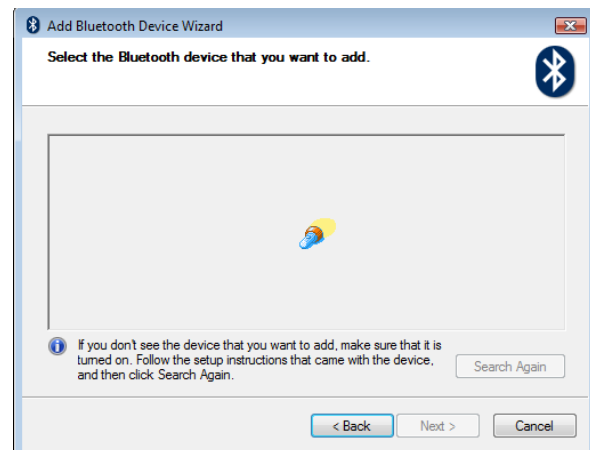 Add Bluetooth Device Wizard
Select the Bluetooth device that you want to add.
If you don't see the device that you want to add, make sure that it is
turned on. Follow the setup instructions that came with the device,
and then click Search Again.
Search Again
< Back
Next >
Cancel